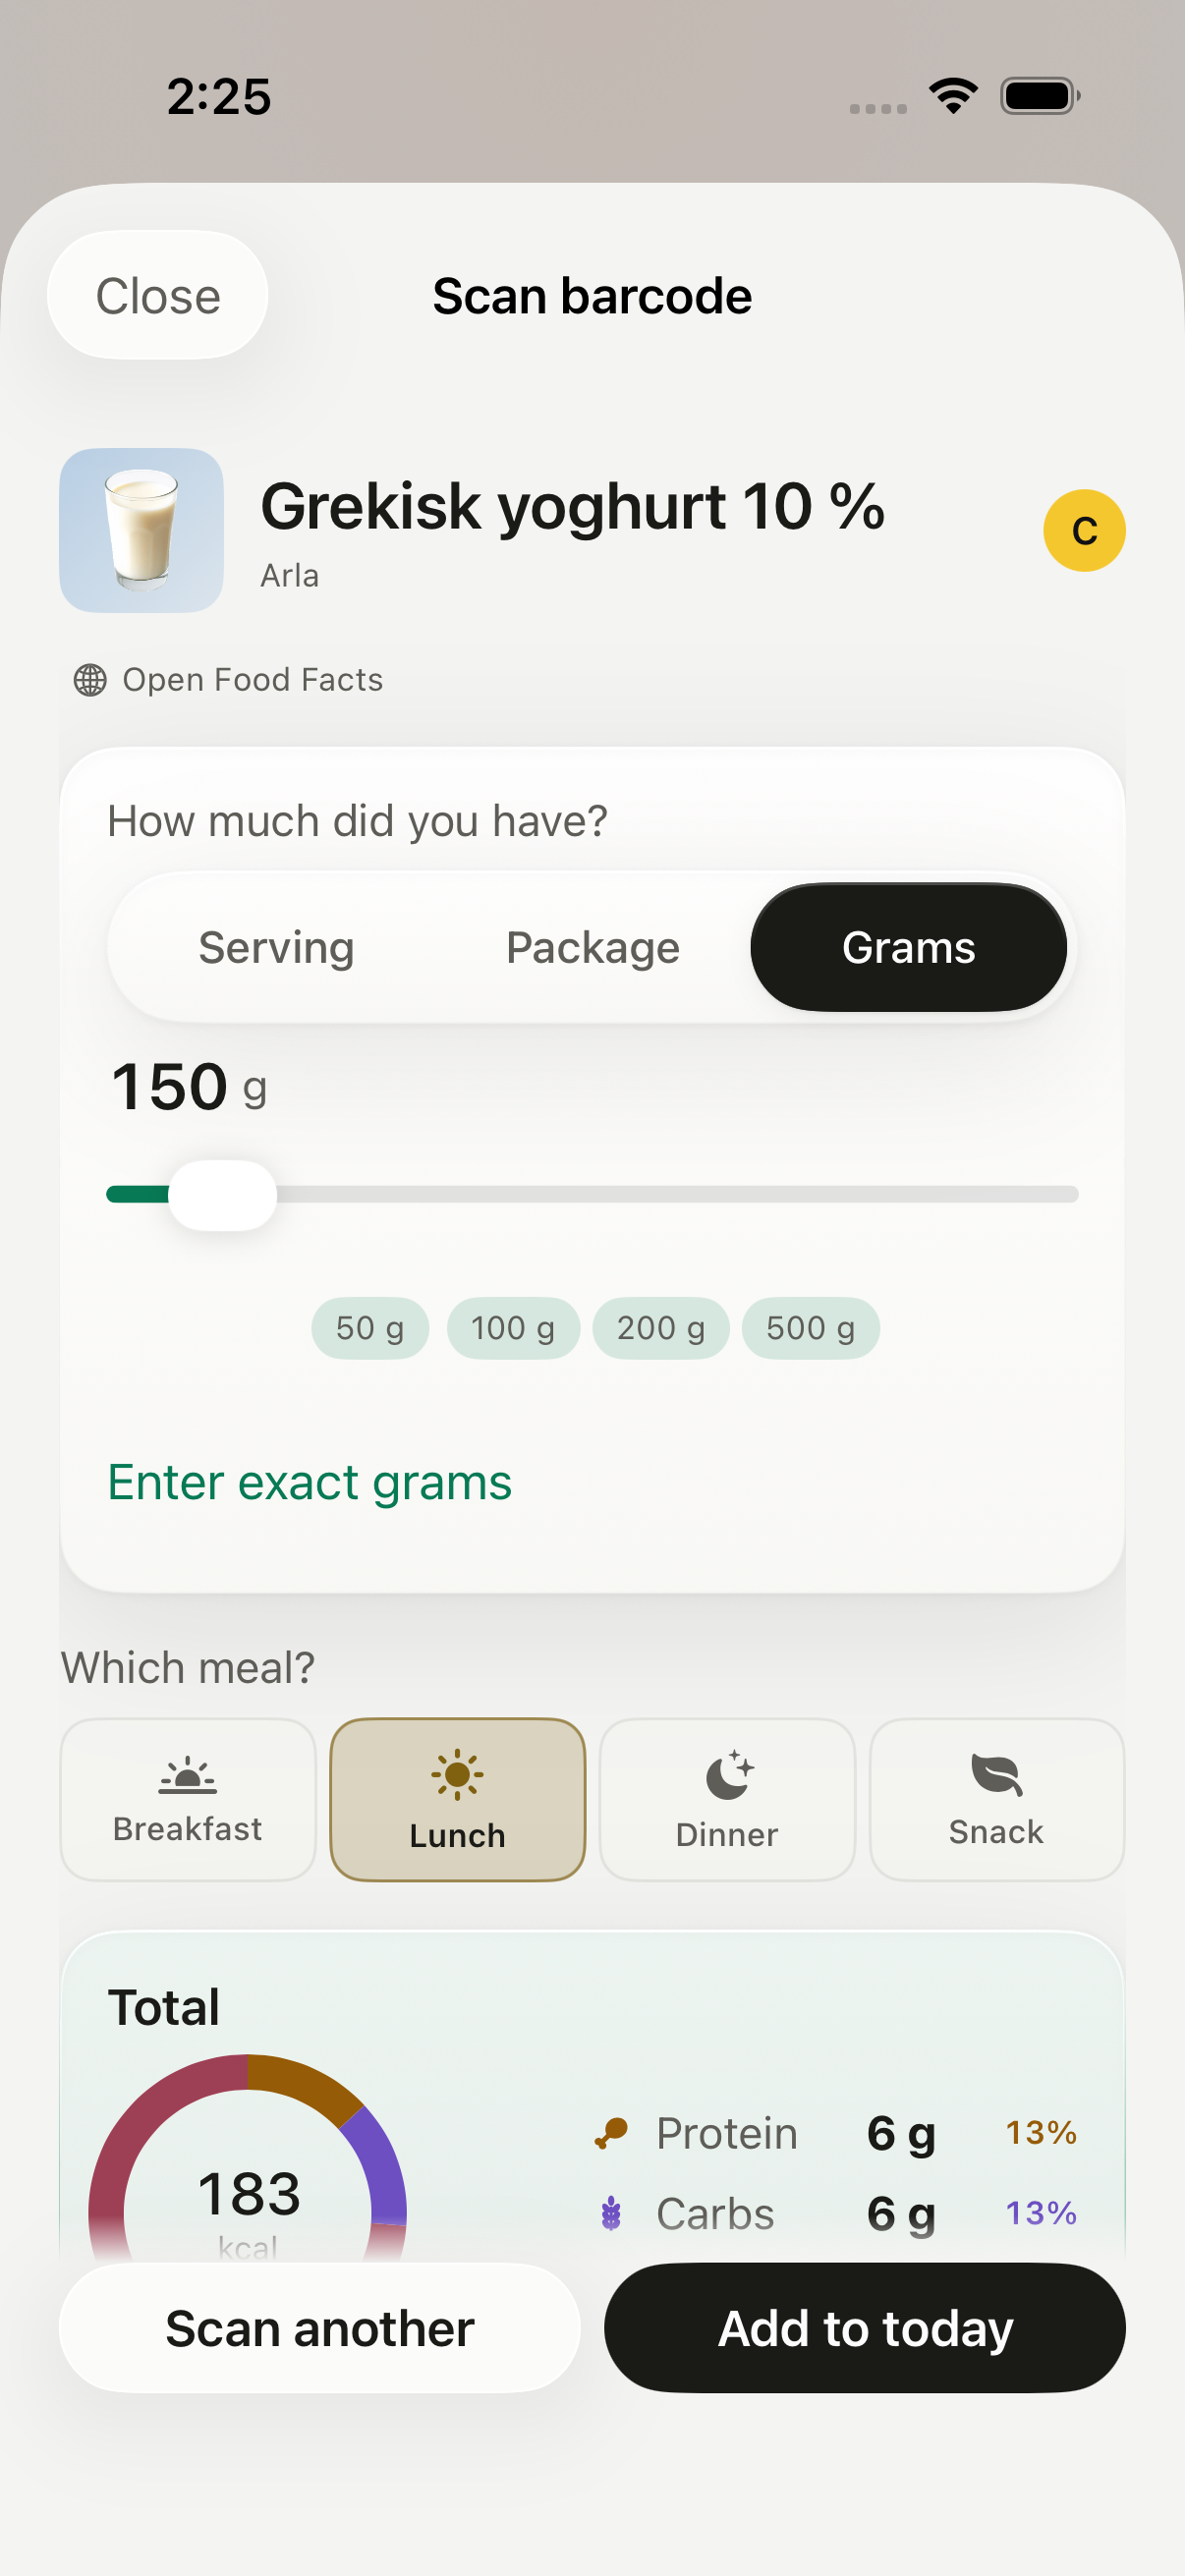 2:25
Close
Scan barcode
Grekisk yoghurt 10 %
Arla
C
Open Food Facts
How much did you have?
Serving Package Grams
150 g
50 g 100 g 200 g 500 g
Enter exact grams
Which meal?
Breakfast Lunch Dinner Snack
Total
183
kcal
Protein 6 g 13%
Carbs 6 g 13%
Scan another Add to today